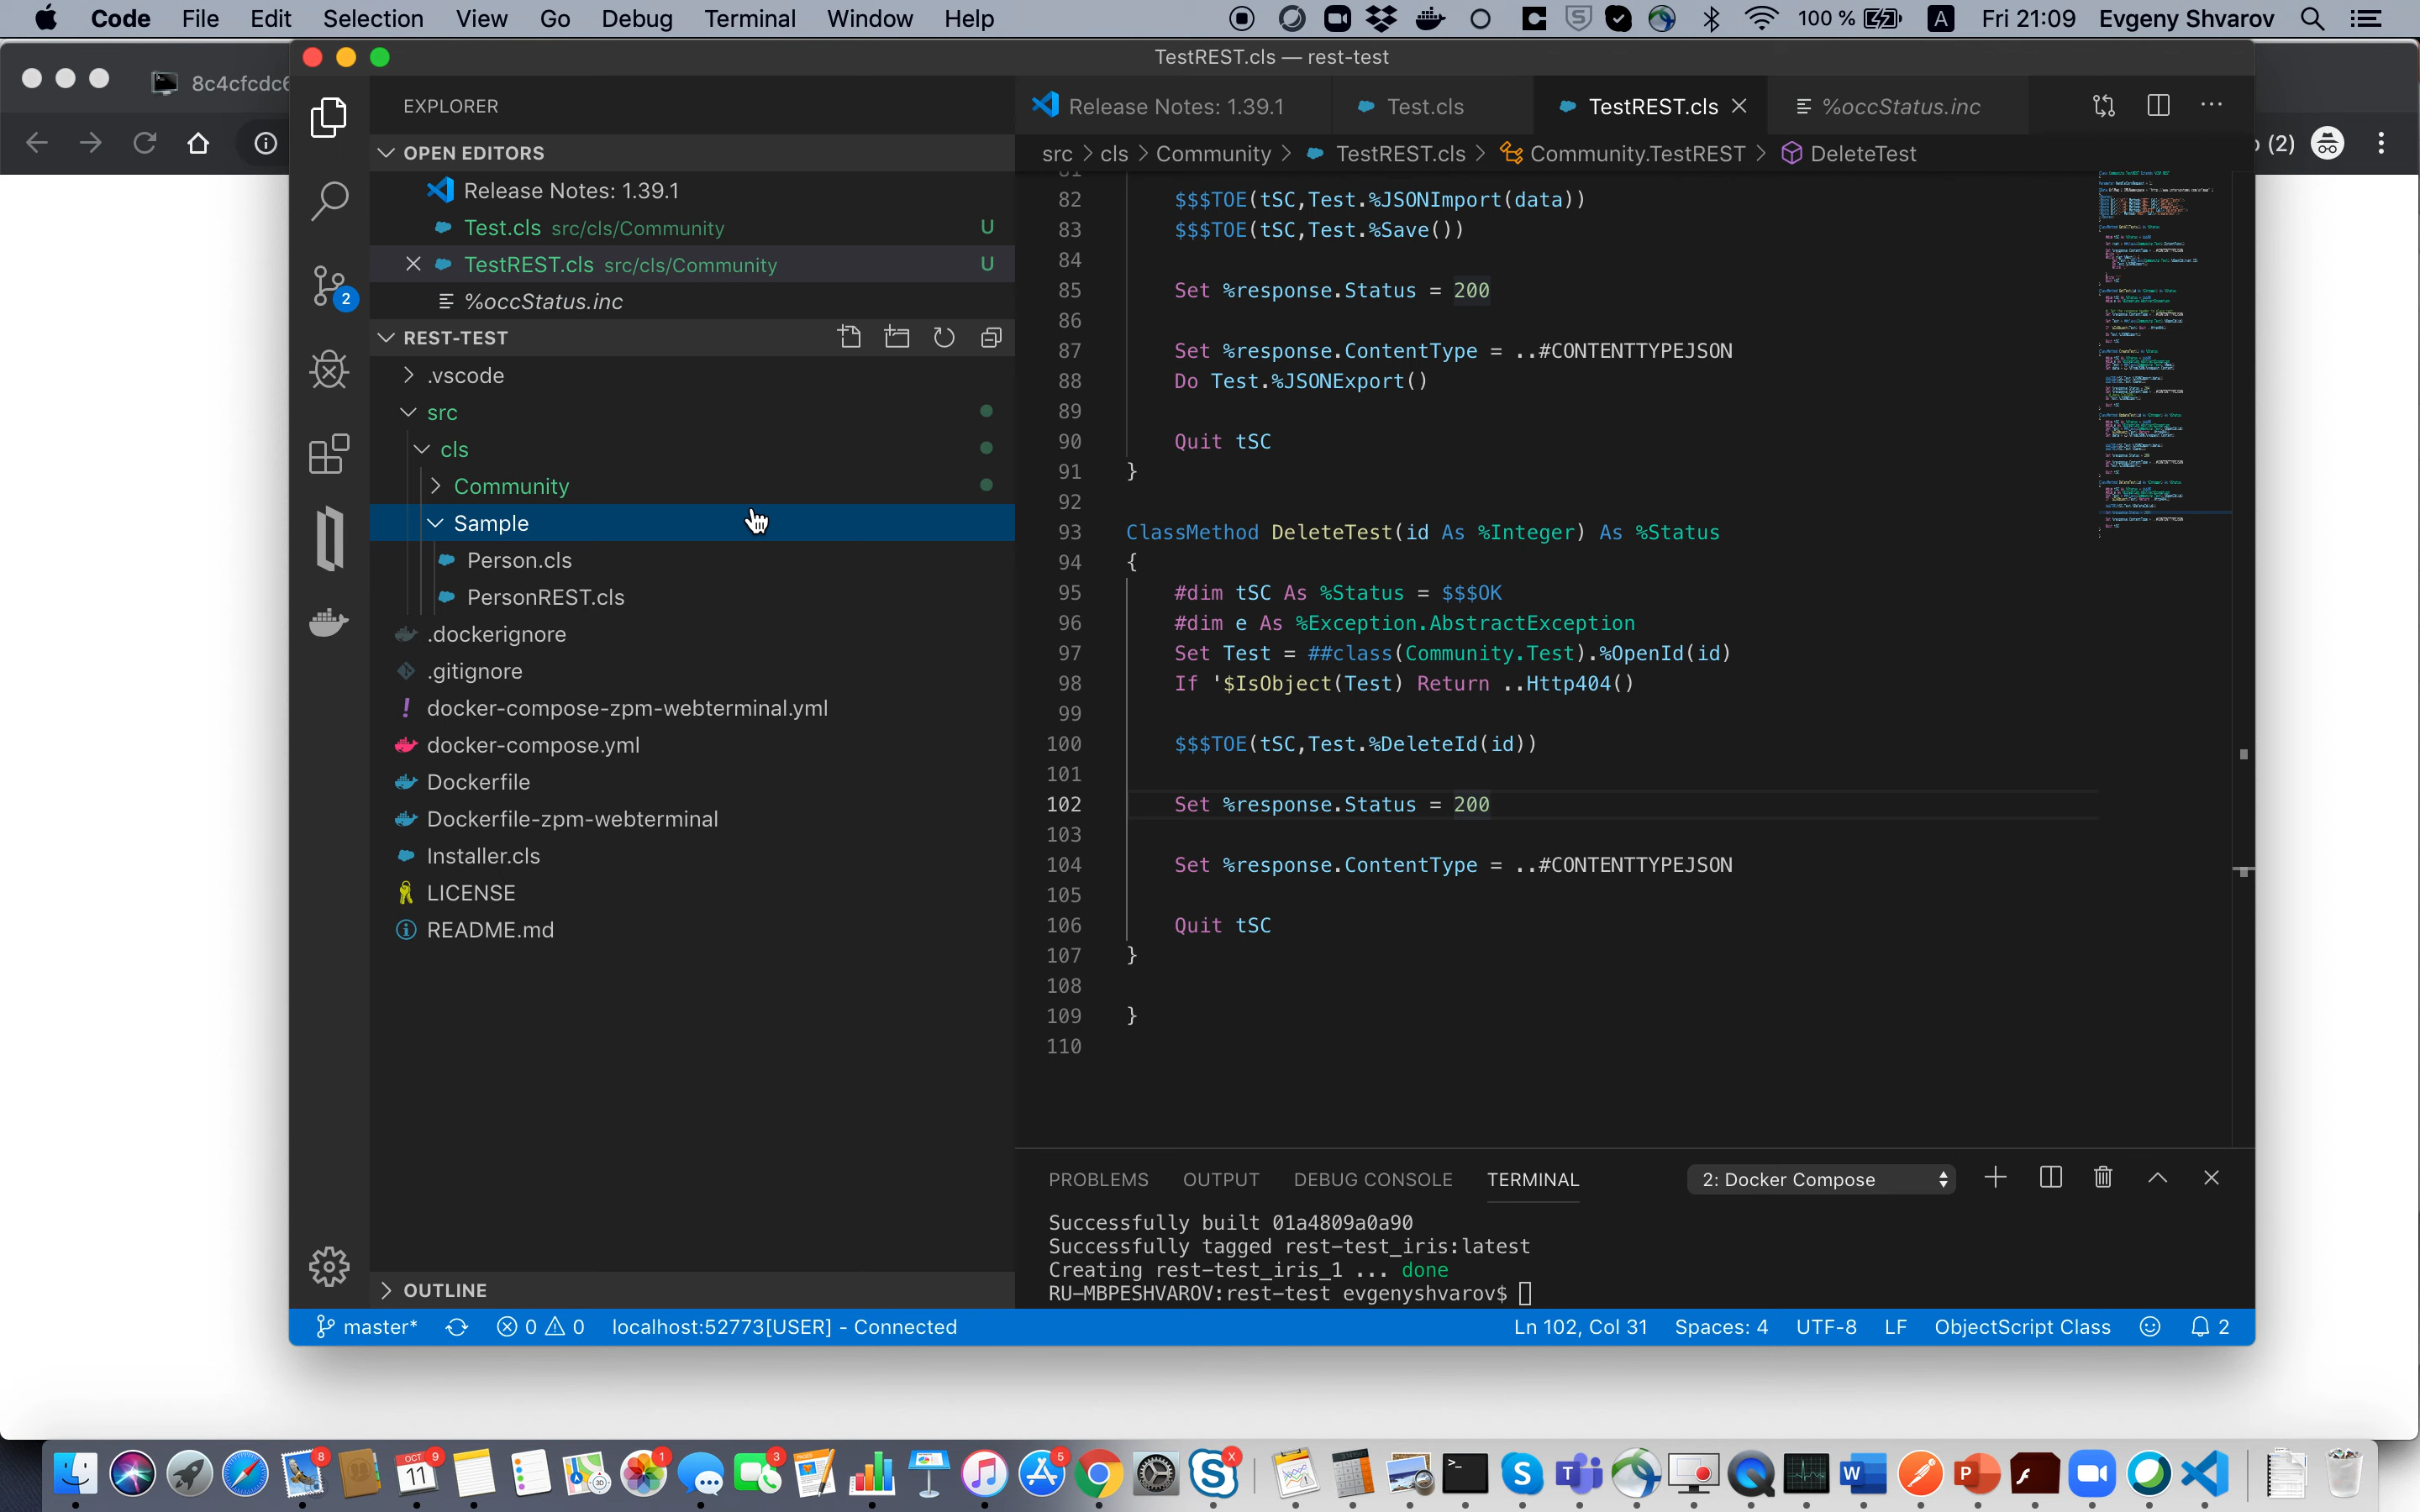 Code File Edit Selection View Go Debug Terminal Window Help 100 % A Fri 21:09 Evgeny Shvarov
TestREST.cls — rest-test
8c4cfcdc6
(2)
EXPLORER
OPEN EDITORS
Release Notes: 1.39.1
Test.cls src/cls/Community U
TestREST.cls src/cls/Community U
%occStatus.inc
REST-TEST
2
.vscode
src
cls
Community
Sample
Person.cls
PersonREST.cls
.dockerignore
.gitignore
docker-compose-zpm-webterminal.yml
docker-compose.yml
Dockerfile
Dockerfile-zpm-webterminal
Installer.cls
LICENSE
README.md
OUTLINE
Release Notes: 1.39.1 Test.cls TestREST.cls %occStatus.inc
src > cls > Community > TestREST.cls > Community.TestREST > DeleteTest
82 $$$TOE(tSC,Test.%JSONImport(data))
83 $$$TOE(tSC,Test.%Save())
84
85 Set %response.Status = 200
86
87 Set %response.ContentType = ..#CONTENTTYPEJSON
88 Do Test.%JSONExport()
89
90 Quit tSC
91 }
92
93 ClassMethod DeleteTest(id As %Integer) As %Status
94 {
95 #dim tSC As %Status = $$$OK
96 #dim e As %Exception.AbstractException
97 Set Test = ##class(Community.Test).%OpenId(id)
98 If '$IsObject(Test) Return ..Http404()
99
100 $$$TOE(tSC,Test.%DeleteId(id))
101
102 Set %response.Status = 200
103
104 Set %response.ContentType = ..#CONTENTTYPEJSON
105
106 Quit tSC
107 }
108
109 }
110
PROBLEMS OUTPUT DEBUG CONSOLE TERMINAL 2: Docker Compose
Successfully built 01a4809a0a90
Successfully tagged rest-test_iris:latest
Creating rest-test_iris_1 ... done
RU-MBPESHVAROV:rest-test evgenyshvarov$
master* 0 0 localhost:52773[USER] - Connected Ln 102, Col 31 Spaces: 4 UTF-8 LF ObjectScript Class 2
8 OCT 11 9 1 3 5